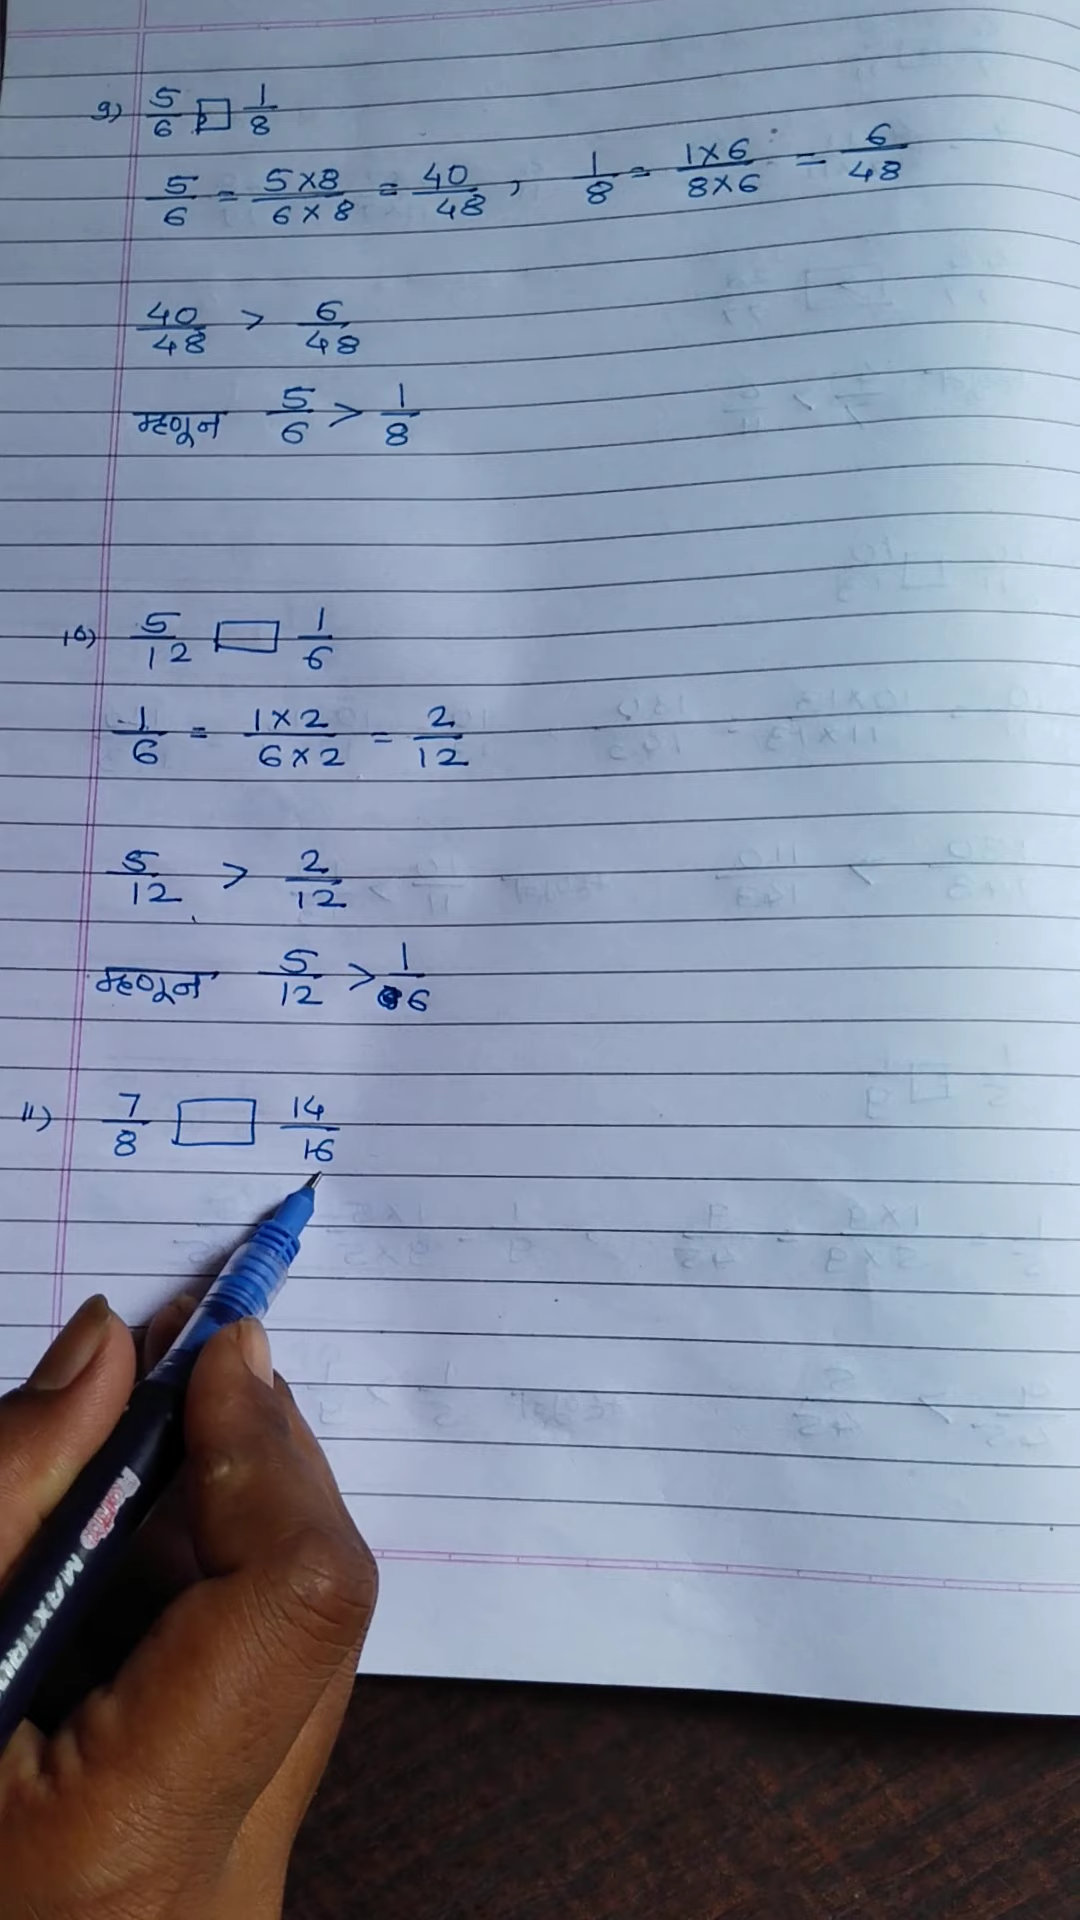 9) 5/6 □ 1/8
5/6 = 5×8/6×8 = 40/48 , 1/8 = 1×6/8×6 = 6/48
40/48 > 6/48
म्हणून 5/6 > 1/8
10) 5/12 □ 1/6
1/6 = 1×2/6×2 = 2/12
5/12 > 2/12
म्हणून 5/12 > 1/6
11) 7/8 □ 14/16
Rorito MAXTRON